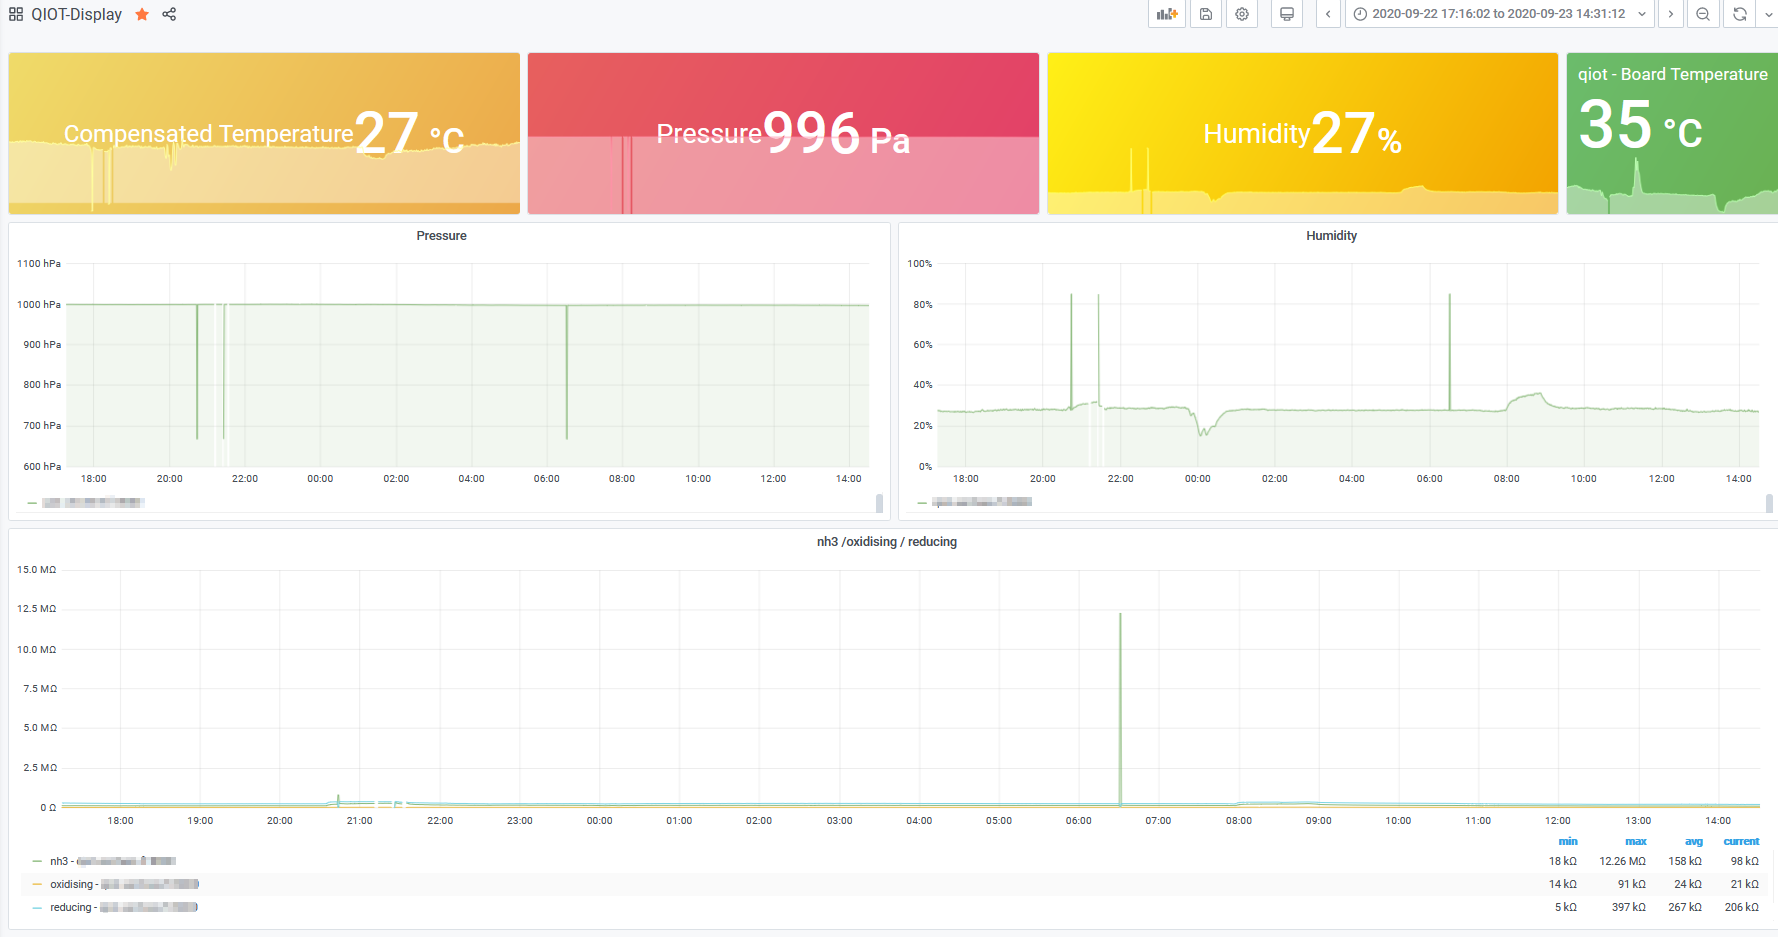 QIOT-Display
2020-09-22 17:16:02 to 2020-09-23 14:31:12
Compensated Temperature 27 °C
Pressure 996 Pa
Humidity 27%
qiot - Board Temperature
35 °C
Pressure
1100 hPa
1000 hPa
900 hPa
800 hPa
700 hPa
600 hPa
18:00 20:00 22:00 00:00 02:00 04:00 06:00 08:00 10:00 12:00 14:00
Humidity
100%
80%
60%
40%
20%
0%
18:00 20:00 22:00 00:00 02:00 04:00 06:00 08:00 10:00 12:00 14:00
nh3 /oxidising / reducing
15.0 MΩ
12.5 MΩ
10.0 MΩ
7.5 MΩ
5.0 MΩ
2.5 MΩ
0 Ω
18:00 19:00 20:00 21:00 22:00 23:00 00:00 01:00 02:00 03:00 04:00 05:00 06:00 07:00 08:00 09:00 10:00 11:00 12:00 13:00 14:00
min max avg current
nh3 - 18 kΩ 12.26 MΩ 158 kΩ 98 kΩ
oxidising - 14 kΩ 91 kΩ 24 kΩ 21 kΩ
reducing - 5 kΩ 397 kΩ 267 kΩ 206 kΩ